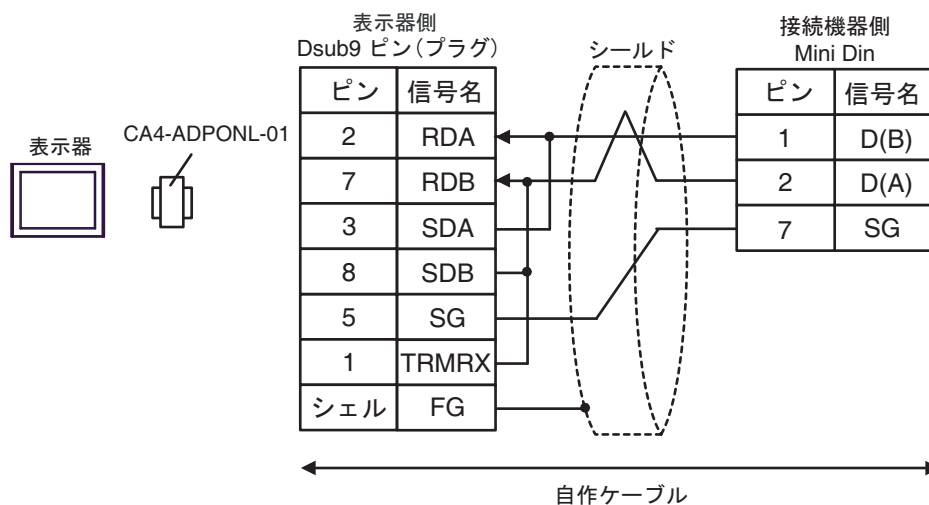 表示器側
Dsub9 ピン(プラグ)
シールド
接続機器側
Mini Din
ピン 信号名
ピン 信号名
表示器
CA4-ADPONL-01
2 RDA
1 D(B)
7 RDB
2 D(A)
3 SDA
7 SG
8 SDB
5 SG
1 TRMRX
シェル FG
自作ケーブル